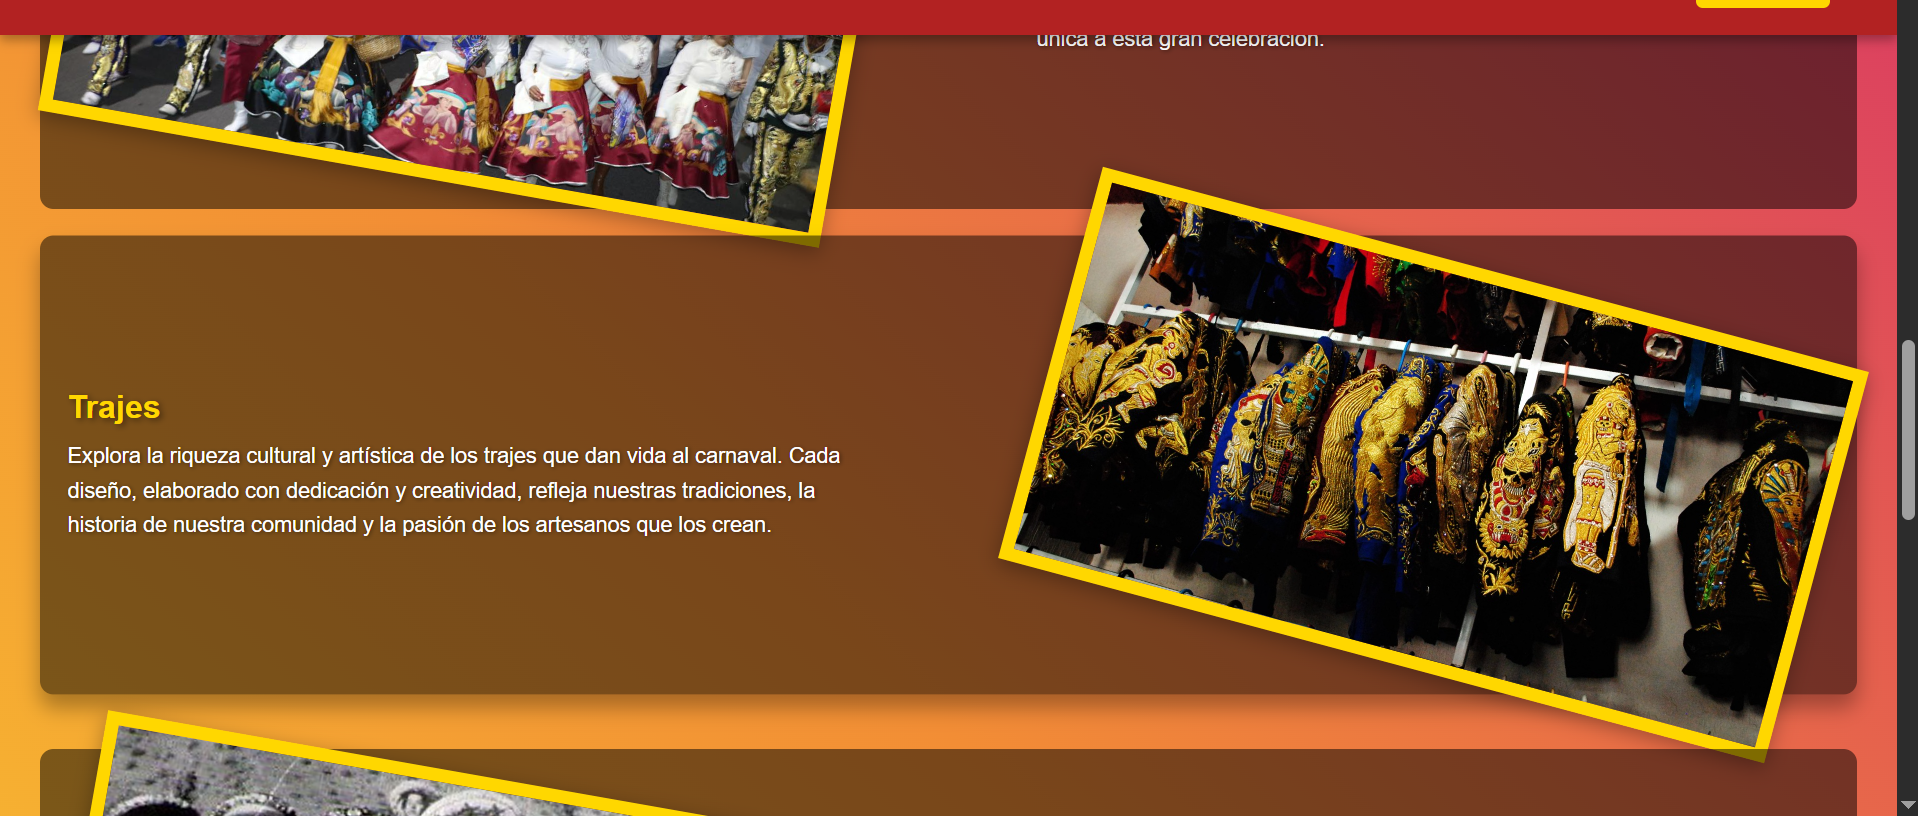 única a esta gran celebración.
Trajes
Explora la riqueza cultural y artística de los trajes que dan vida al carnaval. Cada
diseño, elaborado con dedicación y creatividad, refleja nuestras tradiciones, la
historia de nuestra comunidad y la pasión de los artesanos que los crean.